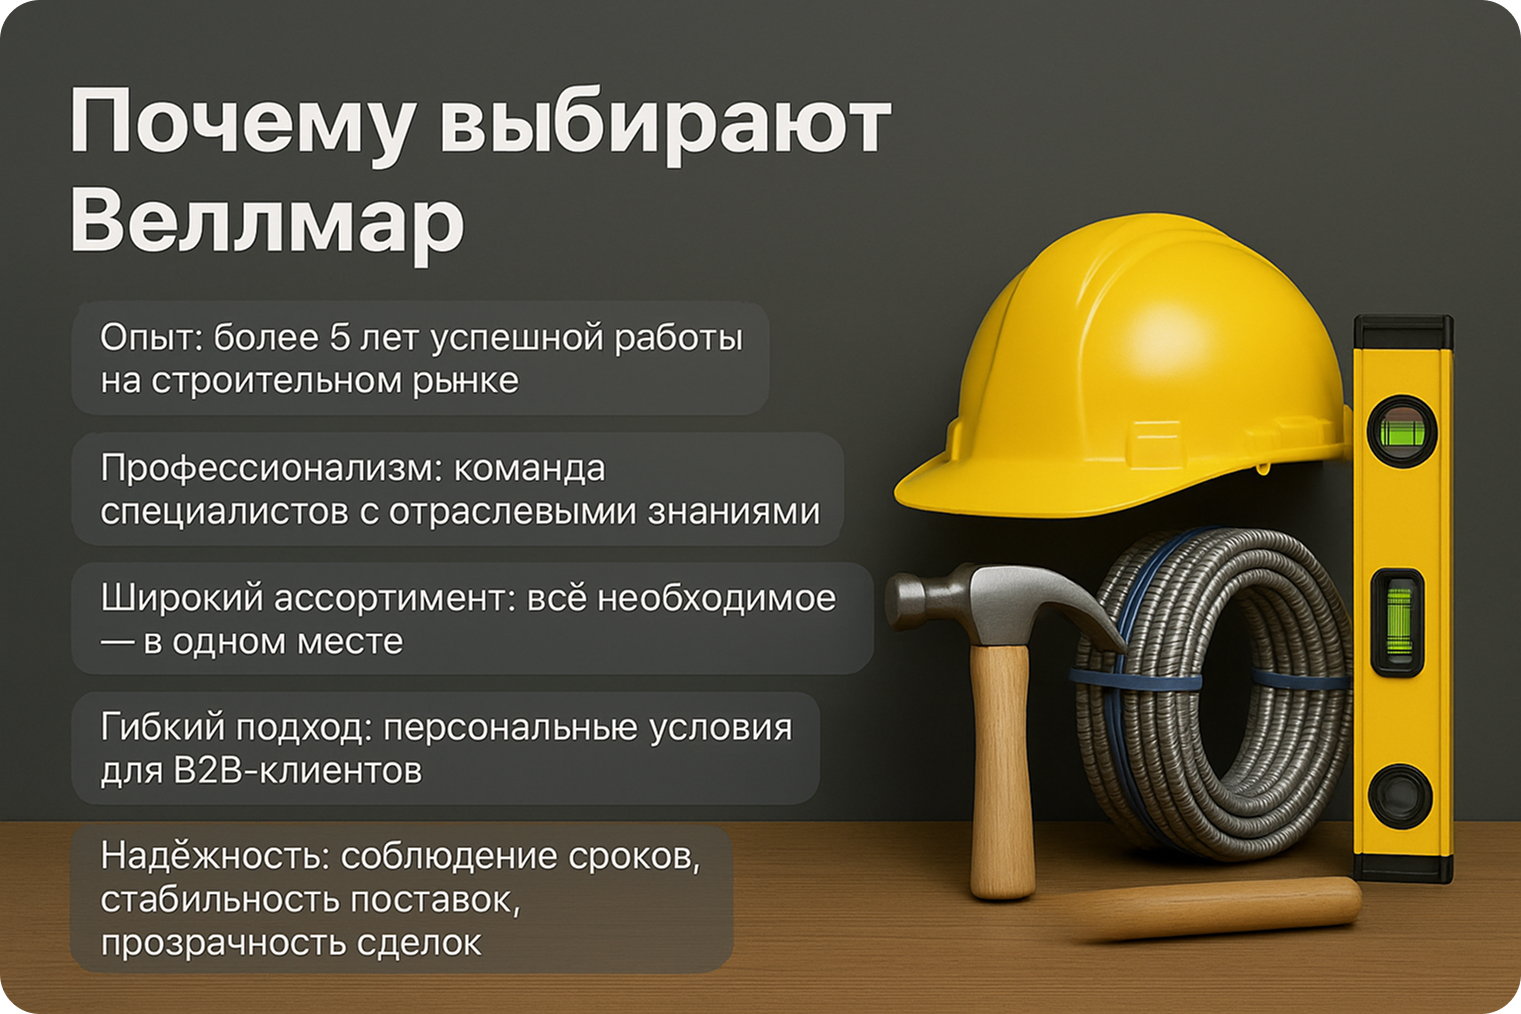 Почему выбирают
Веллмар
Опыт: более 5 лет успешной работы
на строительном рынке
Профессионализм: команда
специалистов с отраслевыми знаниями
Широкий ассортимент: всё необходимое
— в одном месте
Гибкий подход: персональные условия
для B2B-клиентов
Надёжность: соблюдение сроков,
стабильность поставок,
прозрачность сделок